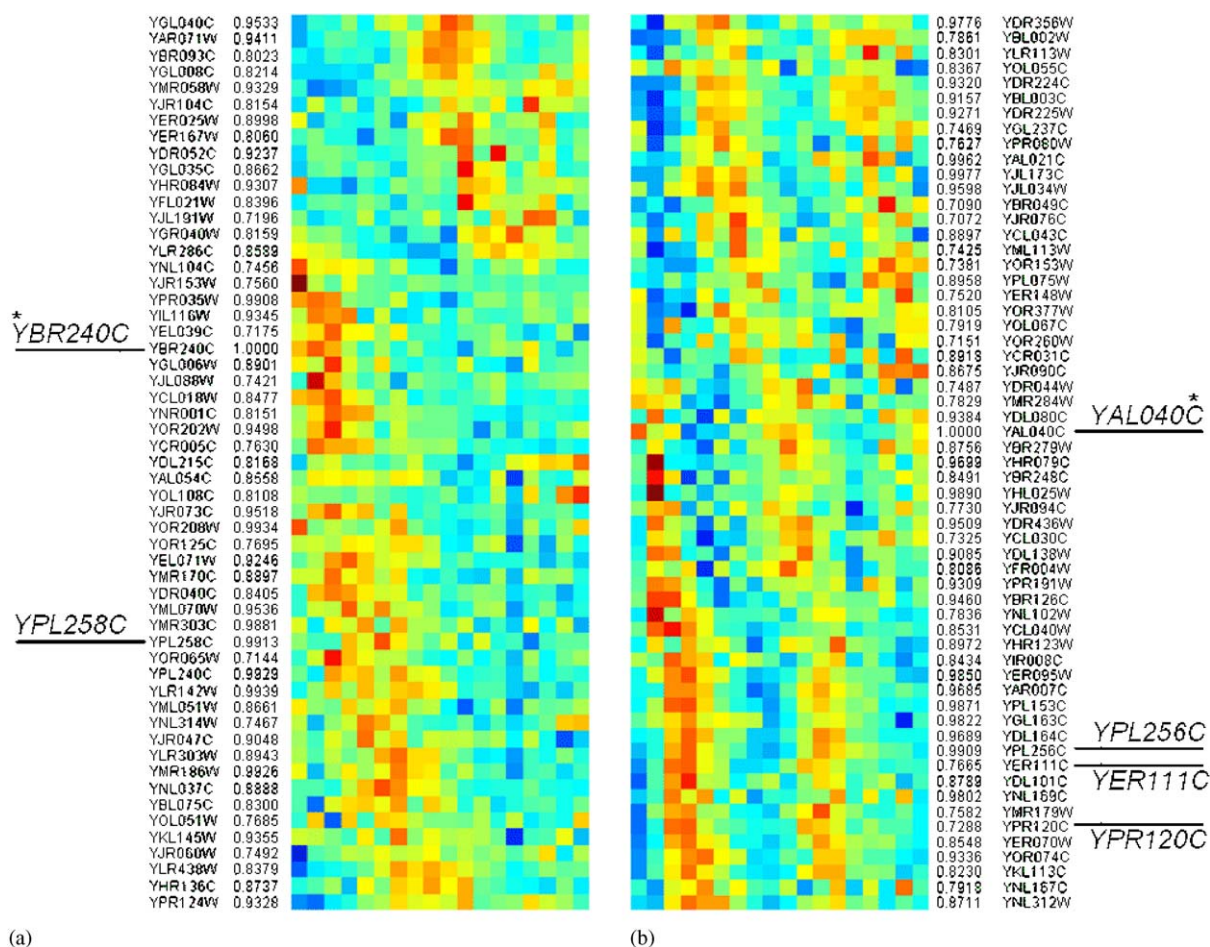 YGL040C 0.9533
YAR071W 0.9411
YBR093C 0.8023
YGL008C 0.8214
YMR058W 0.9329
YJR104C 0.8154
YER025W 0.8998
YER167W 0.8060
YDR052C 0.9237
YGL035C 0.8662
YHR084W 0.9307
YFL021W 0.8396
YJL191W 0.7196
YGR040W 0.8159
YLR286C 0.8589
YNL104C 0.7456
YJR153W 0.7560
YPR035W 0.9908
YIL116W 0.9345
YEL039C 0.7175
* YBR240C
YBR240C 1.0000
YGL006W 0.8901
YJL088W 0.7421
YCL018W 0.8477
YNR001C 0.8151
YOR202W 0.9498
YCR005C 0.7630
YDL215C 0.8168
YAL054C 0.8558
YOL108C 0.8108
YJR073C 0.9518
YOR208W 0.9934
YOR125C 0.7695
YEL071W 0.9246
YMR170C 0.8897
YDR040C 0.8405
YML070W 0.9536
YMR303C 0.9881
YPL258C
YPL258C 0.9913
YOR065W 0.7144
YPL240C 0.9929
YLR142W 0.9939
YML051W 0.8661
YNL314W 0.7467
YJR047C 0.9048
YLR303W 0.8943
YMR186W 0.9926
YNL037C 0.8888
YBL075C 0.8300
YOL051W 0.7685
YKL145W 0.9355
YJR060W 0.7492
YLR438W 0.8379
YHR136C 0.8737
YPR124W 0.9328
(a)
0.9776 YDR356W
0.7861 YBL002W
0.8301 YLR113W
0.8367 YOL055C
0.9320 YDR224C
0.9157 YBL003C
0.9271 YDR225W
0.7469 YGL237C
0.7627 YPR080W
0.9962 YAL021C
0.9977 YJL173C
0.9598 YJL034W
0.7090 YBR049C
0.7072 YJR076C
0.8897 YCL043C
0.7425 YML113W
0.7381 YOR153W
0.8958 YPL075W
0.7520 YER148W
0.8105 YOR377W
0.7919 YOL067C
0.7151 YOR260W
0.8918 YCR031C
0.8675 YJR090C
0.7487 YDR044W
0.7829 YMR284W
0.9384 YDL080C
1.0000 YAL040C
YAL040C *
0.8756 YBR279W
0.9699 YHR079C
0.8491 YBR248C
0.9890 YHL025W
0.7730 YJR094C
0.9509 YDR436W
0.7325 YCL030C
0.9085 YDL138W
0.8086 YFR004W
0.9309 YPR191W
0.9460 YBR126C
0.7836 YNL102W
0.8531 YCL040W
0.8972 YHR123W
0.8434 YIR008C
0.9850 YER095W
0.9685 YAR007C
0.9871 YPL153C
0.9822 YGL163C
0.9689 YDL164C
0.9909 YPL256C
YPL256C
0.7665 YER111C
YER111C
0.8789 YDL101C
0.9802 YNL189C
0.7582 YMR179W
0.7288 YPR120C
YPR120C
0.8548 YER070W
0.9336 YOR074C
0.8230 YKL113C
0.7918 YNL167C
0.8711 YNL312W
(b)